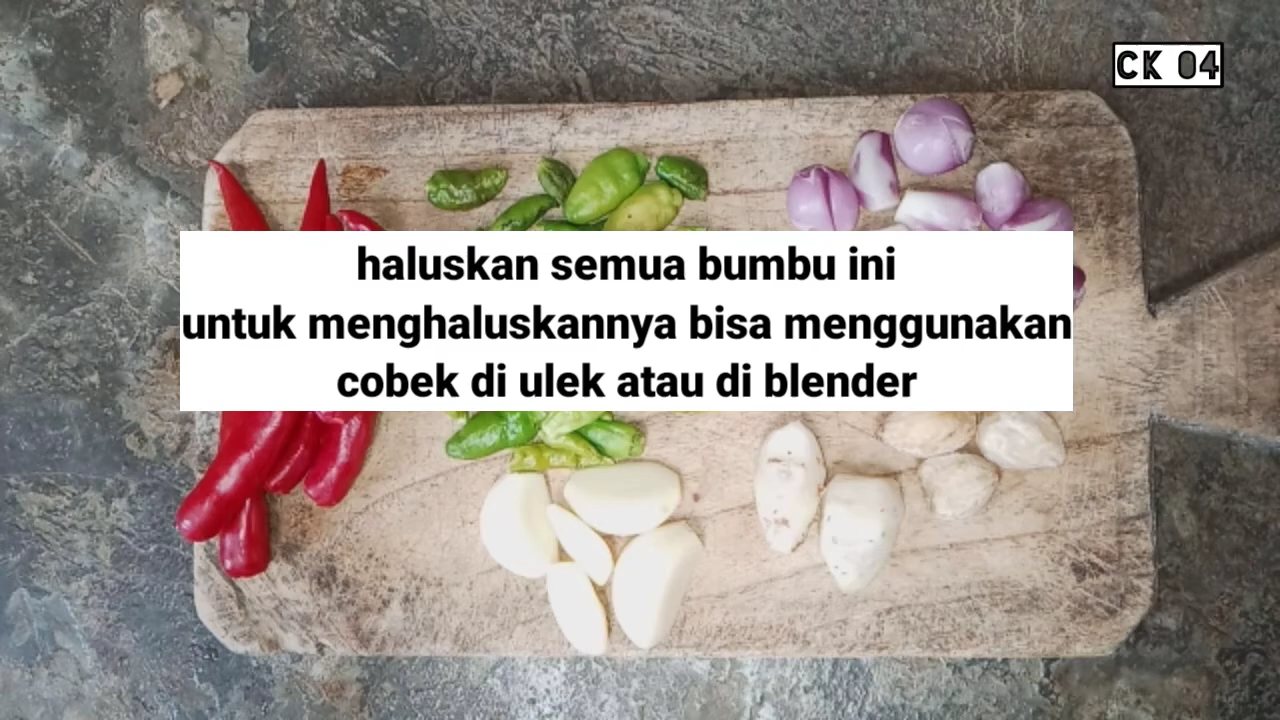 CK 04
haluskan semua bumbu ini
untuk menghaluskannya bisa menggunakan
cobek di ulek atau di blender